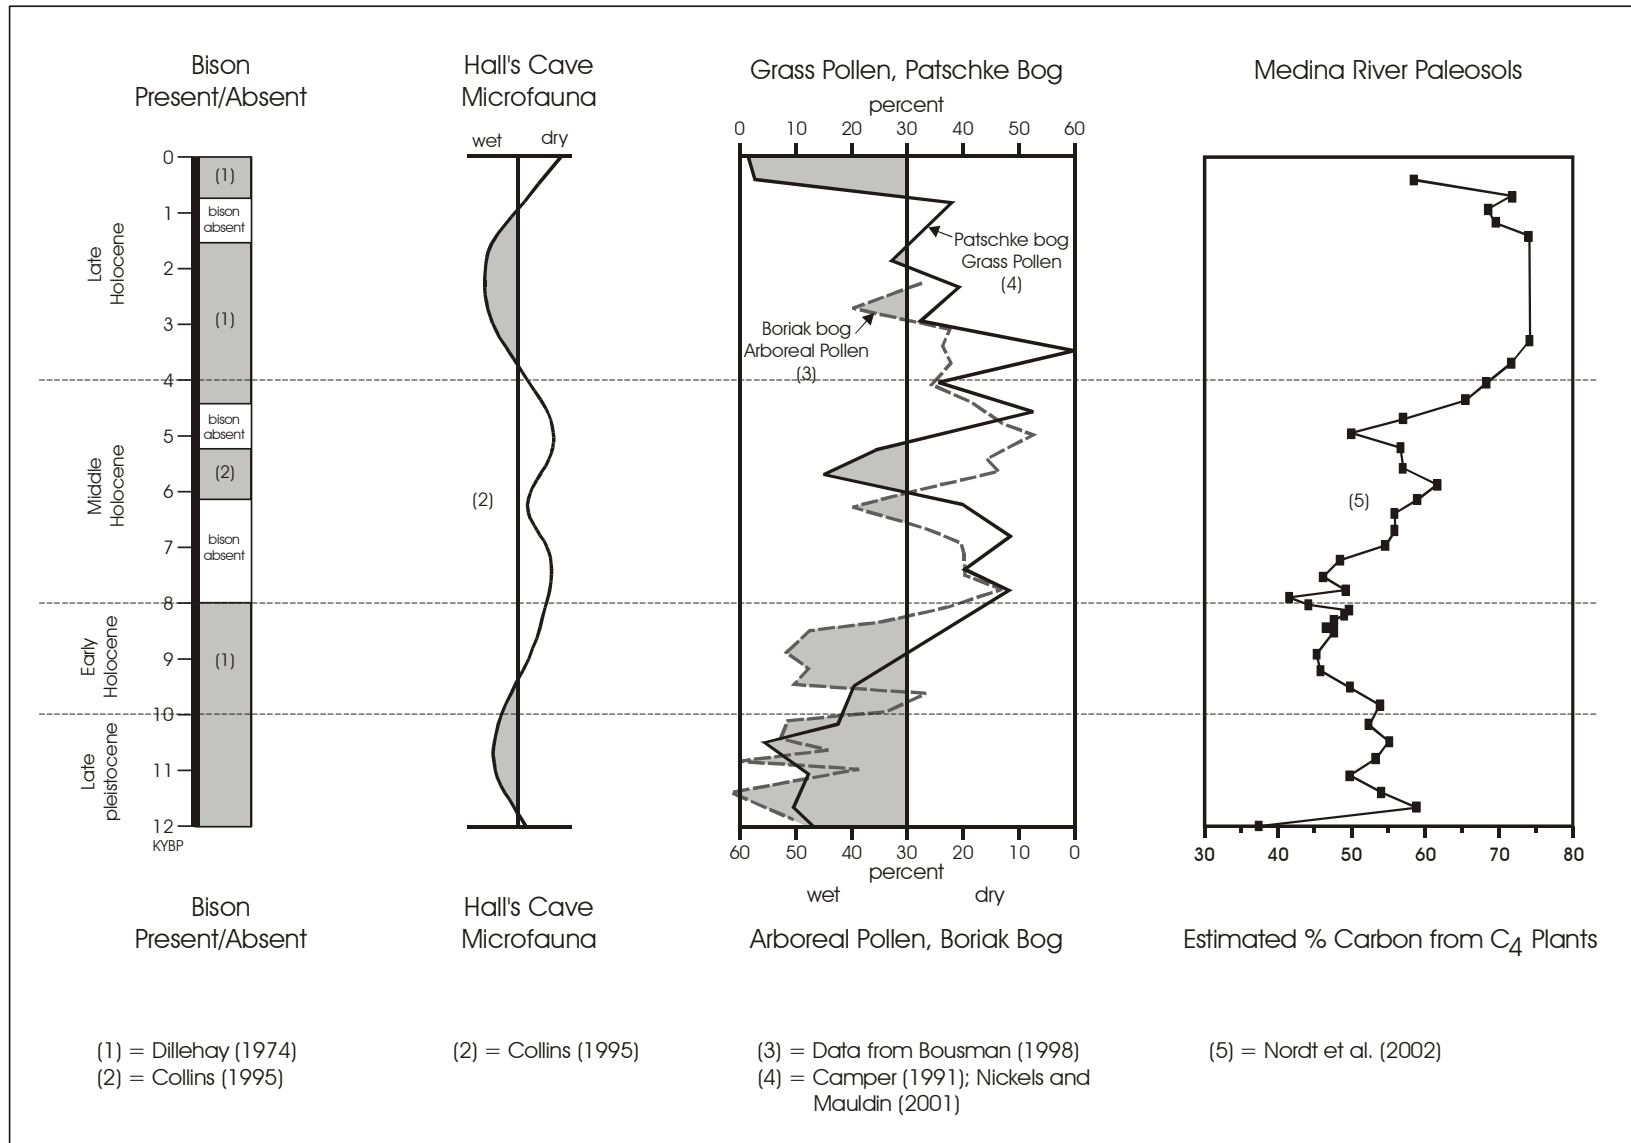 Bison
Present/Absent
Hall's Cave
Microfauna
Grass Pollen, Patschke Bog
Medina River Paleosols
percent
0 10 20 30 40 50 60
wet dry
0
1
2
3
4
5
6
7
8
9
10
11
12
KYBP
Late
Holocene
Middle
Holocene
Early
Holocene
Late
pleistocene
(1)
bison
absent
(1)
bison
absent
(2)
bison
absent
(1)
(2)
Patschke bog
Grass Pollen
(4)
Boriak bog
Arboreal Pollen
(3)
(5)
60 50 40 30 20 10 0
percent
wet dry
30 40 50 60 70 80
Bison
Present/Absent
Hall's Cave
Microfauna
Arboreal Pollen, Boriak Bog
Estimated % Carbon from C4 Plants
(1) = Dillehay (1974)
(2) = Collins (1995)
(2) = Collins (1995)
(3) = Data from Bousman (1998)
(4) = Camper (1991); Nickels and
Mauldin (2001)
(5) = Nordt et al. (2002)